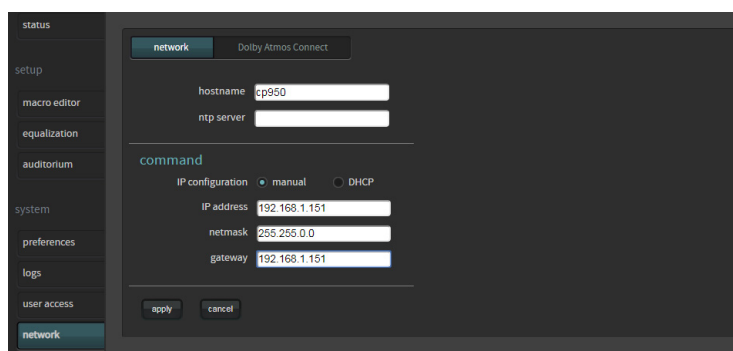 status
setup
macro editor
equalization
auditorium
system
preferences
logs
user access
network
network Dolby Atmos Connect
hostname cp950
ntp server
command
IP configuration manual DHCP
IP address 192.168.1.151
netmask 255.255.0.0
gateway 192.168.1.151
apply cancel